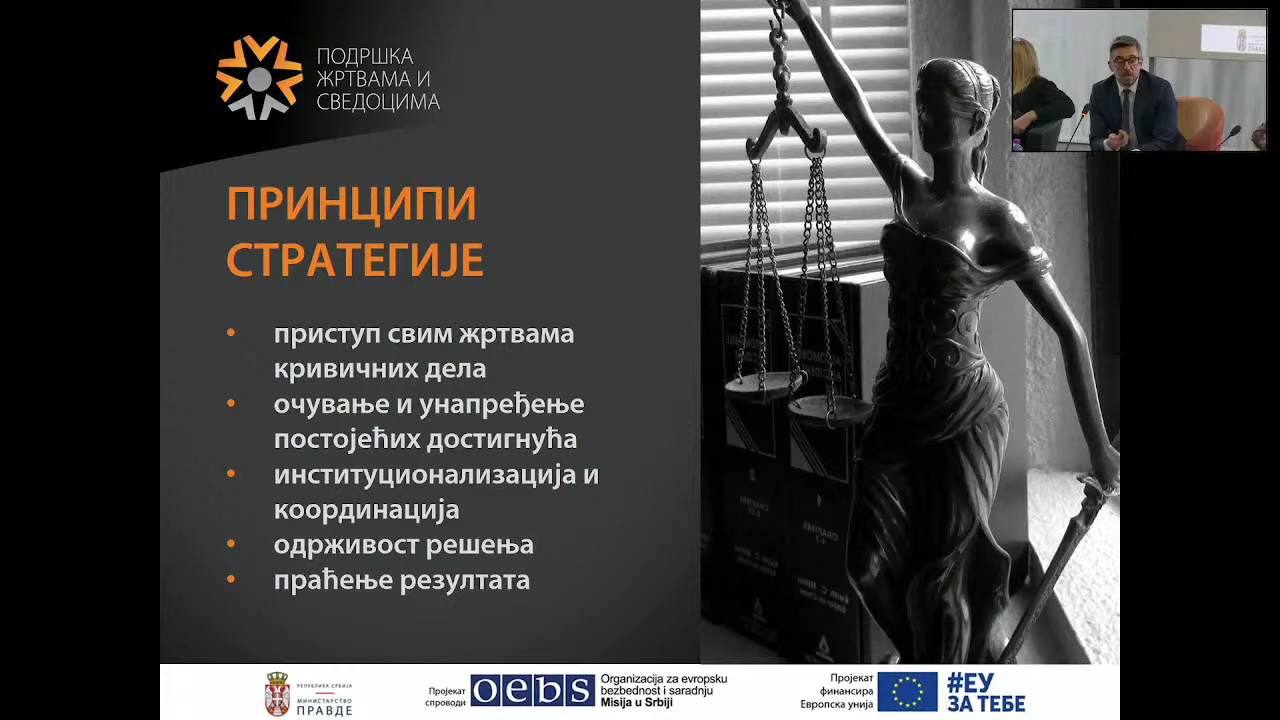 ПОДРШКА
ЖРТВАМА И
СВЕДОЦИМА
ПРИНЦИПИ
СТРАТЕГИЈЕ
• приступ свим жртвама
кривичних дела
• очување и унапређење
постојећих достигнућа
• институционализација и
координација
• одрживост решења
• праћење резултата
РЕПУБЛИКА СРБИЈА
МИНИСТАРСТВО
ПРАВДЕ
Пројекат
спроводи
oebs
Organizacija za evropsku
bezbednost i saradnju
Misija u Srbiji
Пројекат
финансира
Европска унија
#ЕУ
ЗА ТЕБЕ